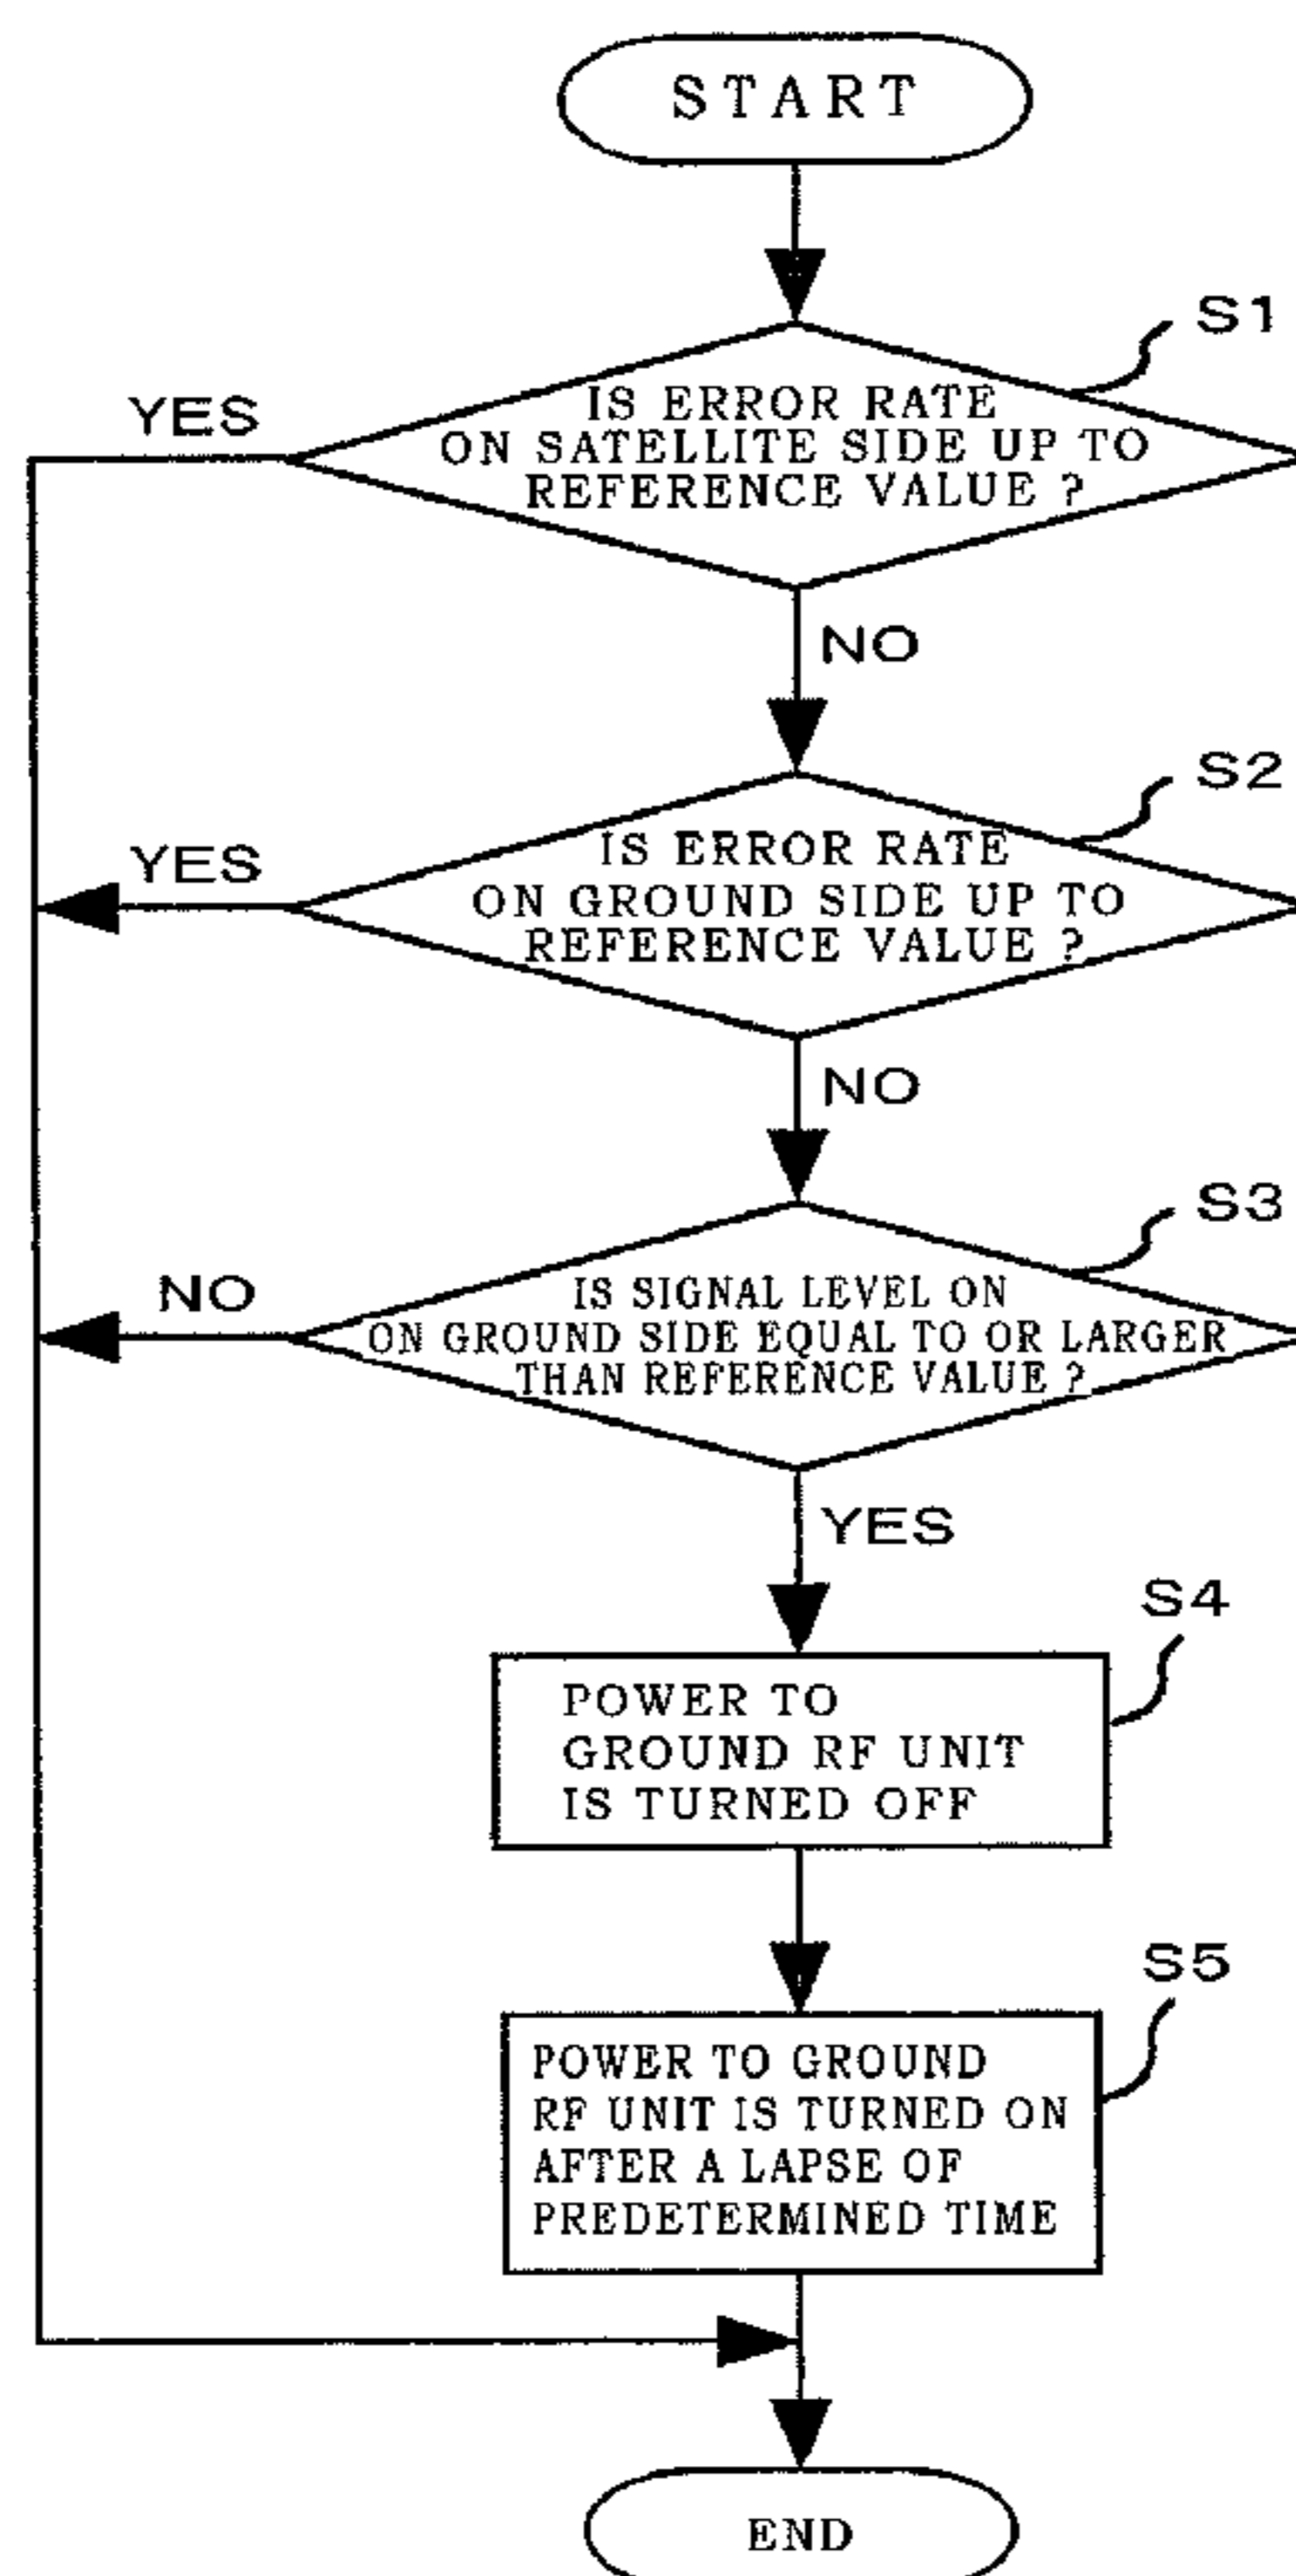 START
S1
IS ERROR RATE
ON SATELLITE SIDE UP TO
REFERENCE VALUE ?
YES
NO
S2
IS ERROR RATE
ON GROUND SIDE UP TO
REFERENCE VALUE ?
YES
NO
S3
IS SIGNAL LEVEL ON
ON GROUND SIDE EQUAL TO OR LARGER
THAN REFERENCE VALUE ?
NO
YES
S4
POWER TO
GROUND RF UNIT
IS TURNED OFF
S5
POWER TO GROUND
RF UNIT IS TURNED ON
AFTER A LAPSE OF
PREDETERMINED TIME
END